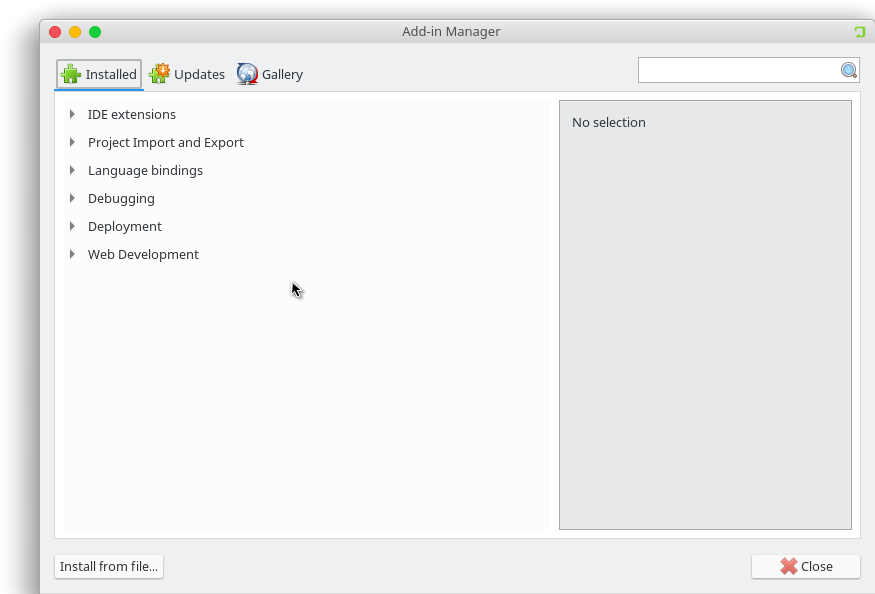 Add-in Manager
Installed Updates Gallery
IDE extensions
Project Import and Export
Language bindings
Debugging
Deployment
Web Development
No selection
Install from file...
Close